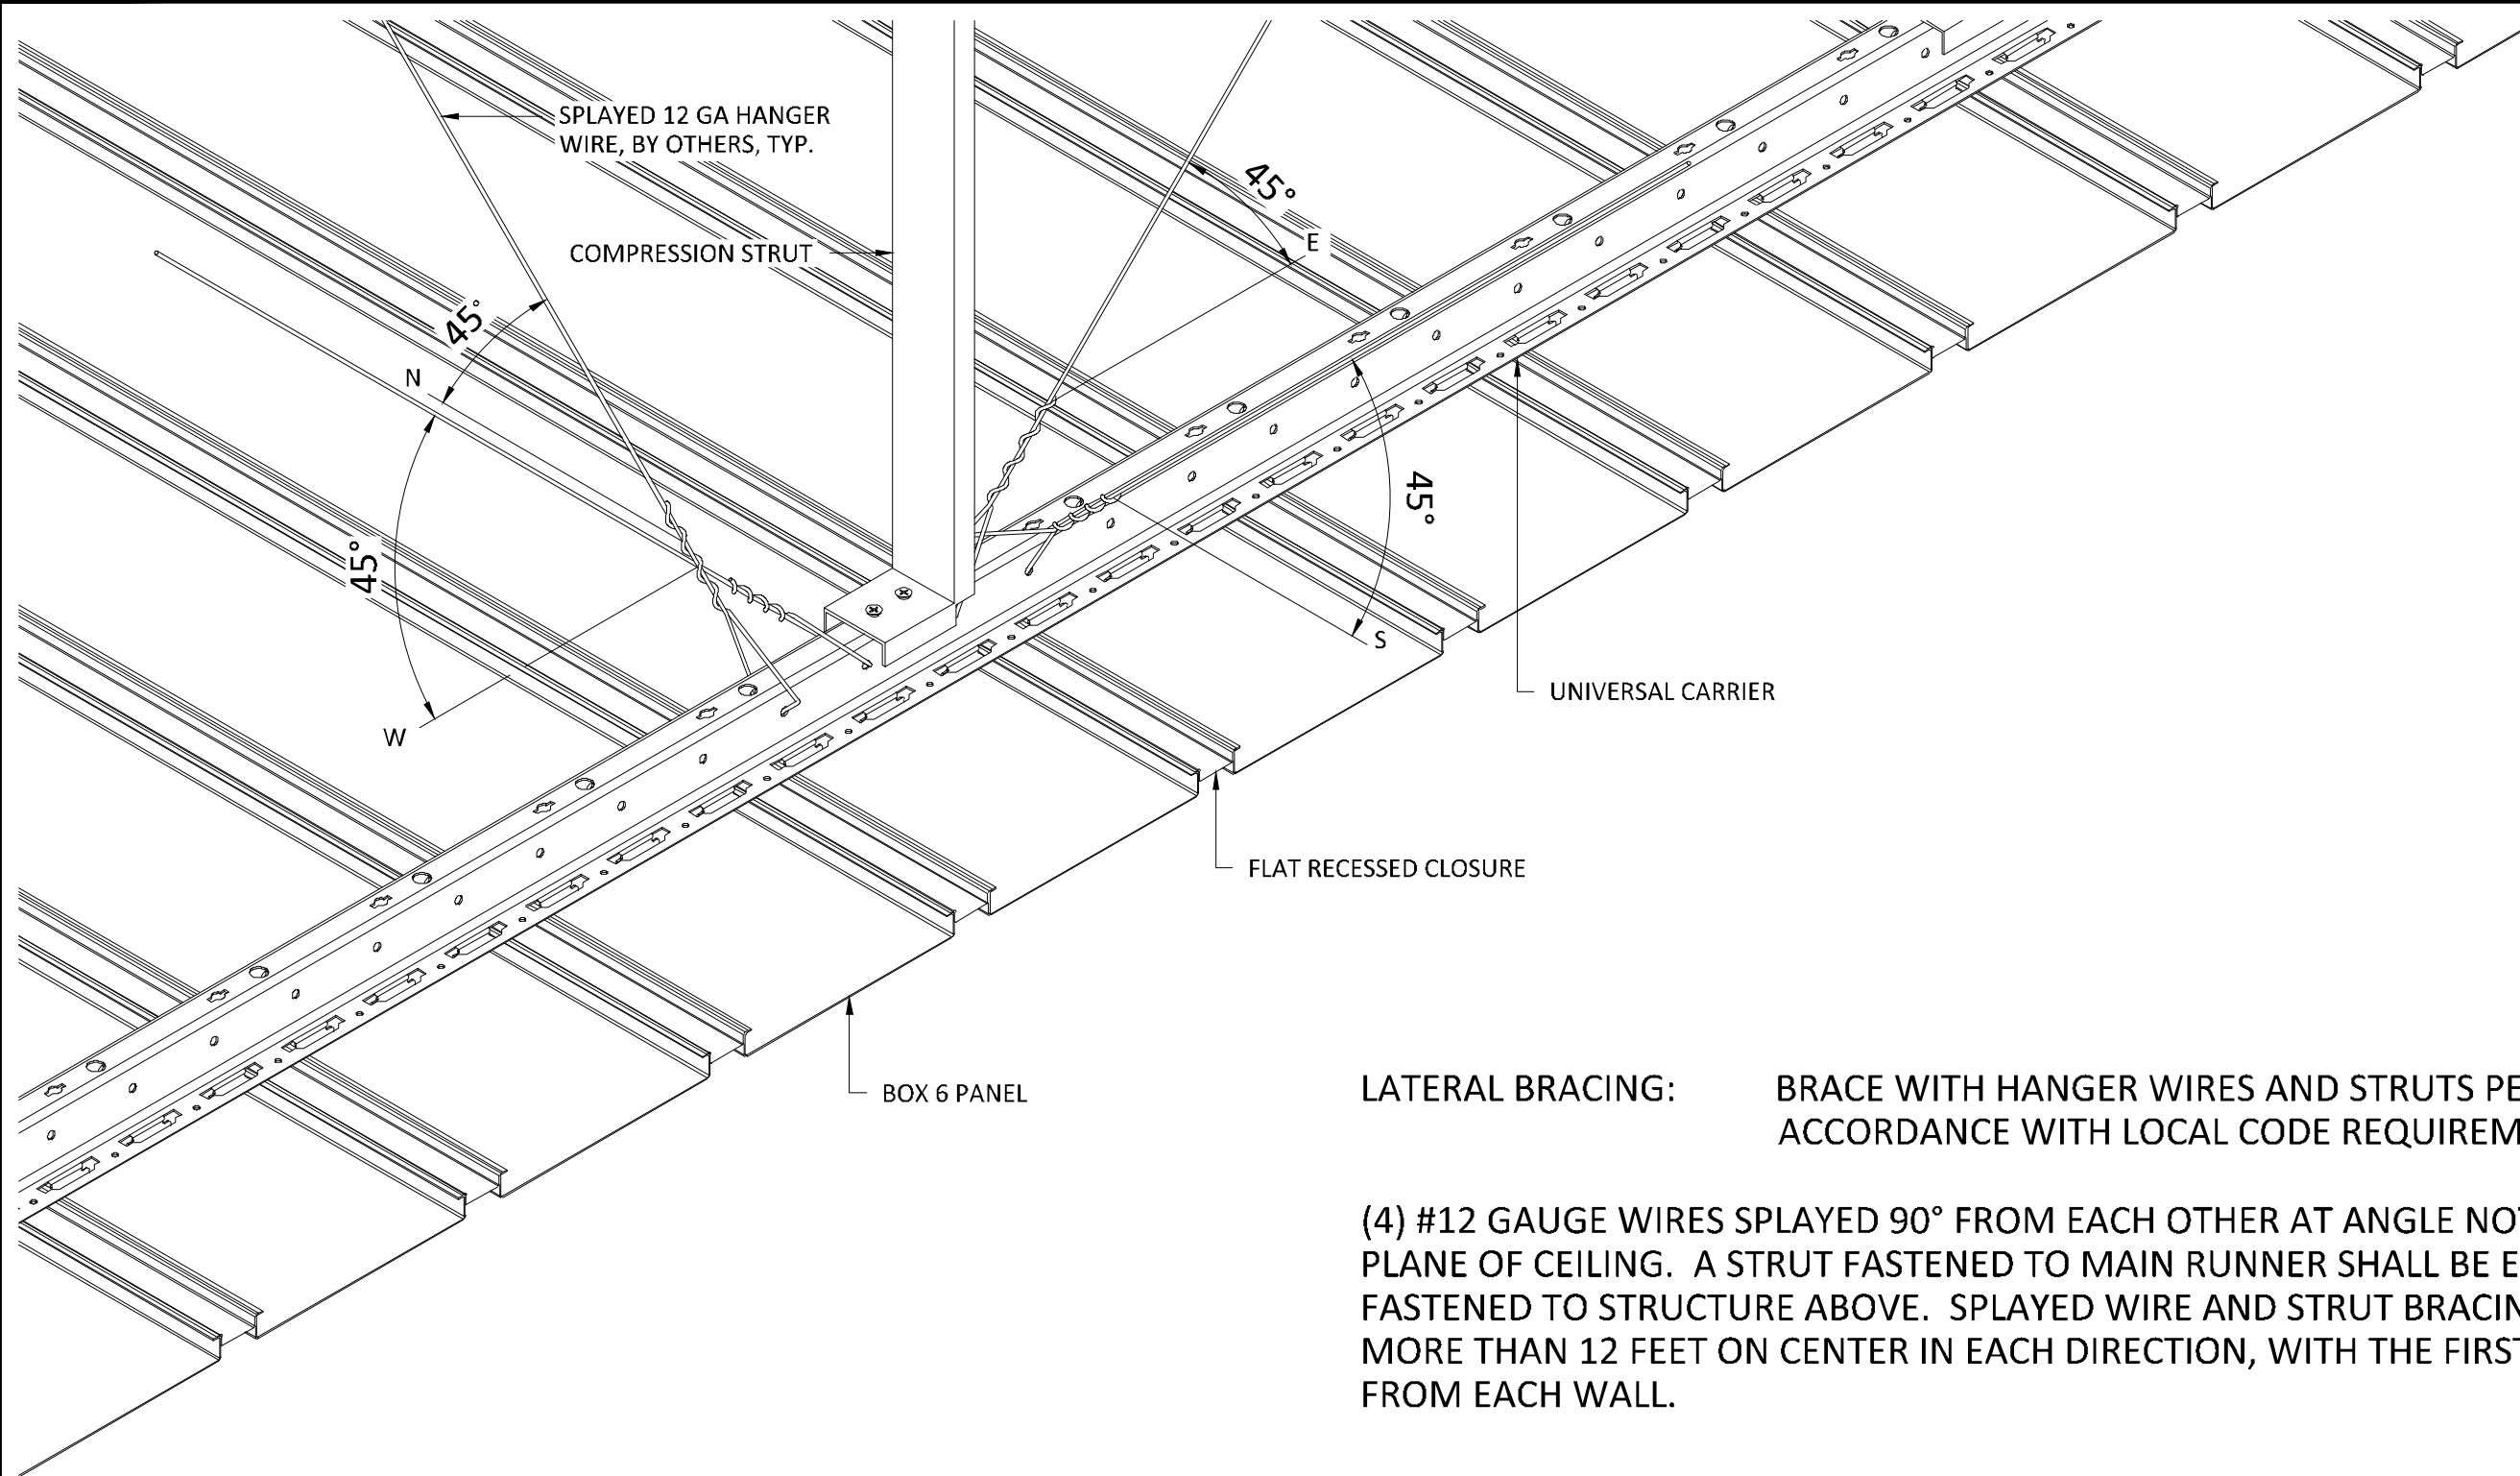 SPLAYED 12 GA HANGER
WIRE, BY OTHERS, TYP.
45°
COMPRESSION STRUT
E
45°
N
45°
45°
S
W
UNIVERSAL CARRIER
FLAT RECESSED CLOSURE
BOX 6 PANEL
LATERAL BRACING: BRACE WITH HANGER WIRES AND STRUTS PE
ACCORDANCE WITH LOCAL CODE REQUIREM
(4) #12 GAUGE WIRES SPLAYED 90° FROM EACH OTHER AT ANGLE NOT
PLANE OF CEILING. A STRUT FASTENED TO MAIN RUNNER SHALL BE E
FASTENED TO STRUCTURE ABOVE. SPLAYED WIRE AND STRUT BRACIN
MORE THAN 12 FEET ON CENTER IN EACH DIRECTION, WITH THE FIRST
FROM EACH WALL.